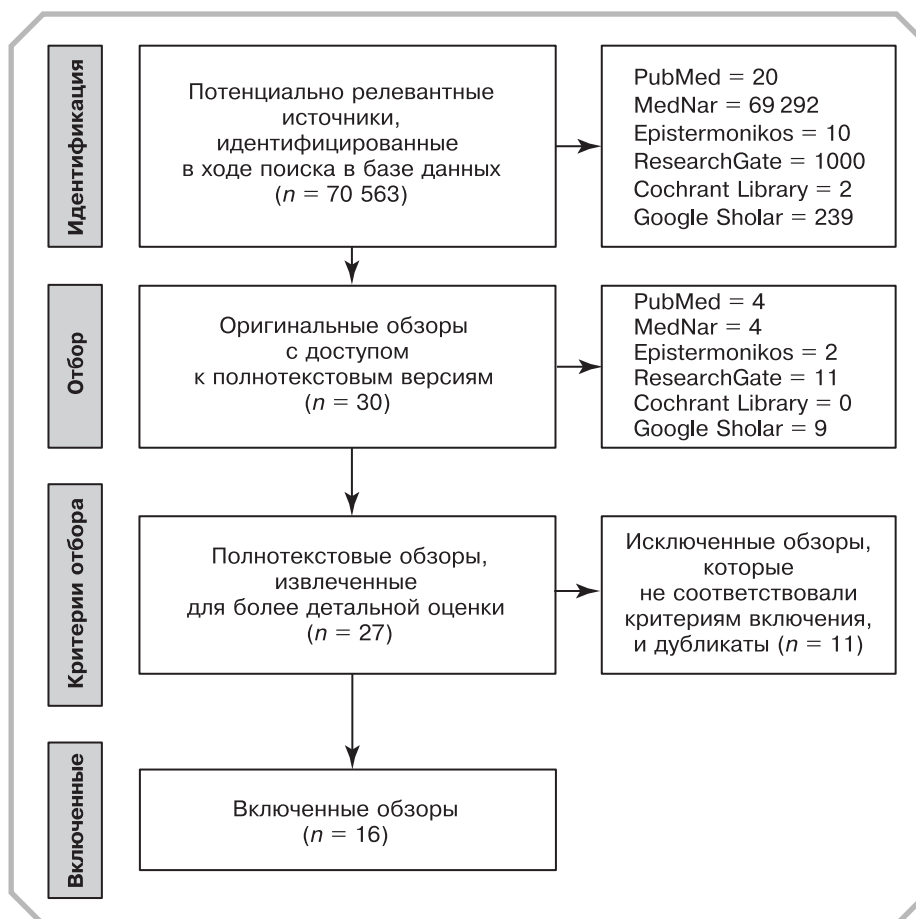 Идентификация
Потенциально релевантные
источники,
идентифицированные
в ходе поиска в базе данных
(n = 70 563)
PubMed = 20
MedNar = 69 292
Epistermonikos = 10
ResearchGate = 1000
Cochrant Library = 2
Google Sholar = 239
Отбор
Оригинальные обзоры
с доступом
к полнотекстовым версиям
(n = 30)
PubMed = 4
MedNar = 4
Epistermonikos = 2
ResearchGate = 11
Cochrant Library = 0
Google Sholar = 9
Критерии отбора
Полнотекстовые обзоры,
извлеченные
для более детальной оценки
(n = 27)
Исключенные обзоры,
которые
не соответствовали
критериям включения,
и дубликаты (n = 11)
Включенные
Включенные обзоры
(n = 16)